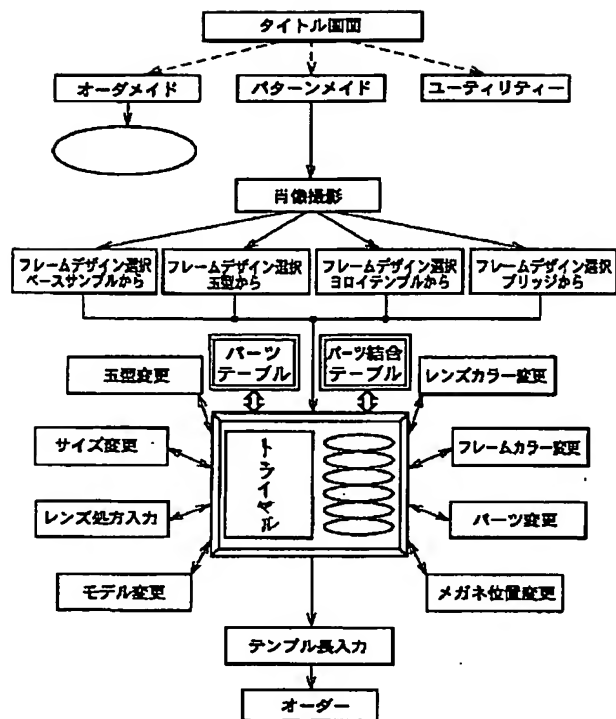 タイトル画面
オーダメイド
パターンメイド
ユーティリティー
肖像撮影
フレームデザイン選択
ベースサンプルから
フレームデザイン選択
玉型から
フレームデザイン選択
ヨロイテンプルから
フレームデザイン選択
ブリッジから
パーツ
テーブル
パーツ結合
テーブル
玉型変更
レンズカラー変更
サイズ変更
トライヤル
フレームカラー変更
レンズ処方入力
パーツ変更
モデル変更
メガネ位置変更
テンプル長入力
オーダー